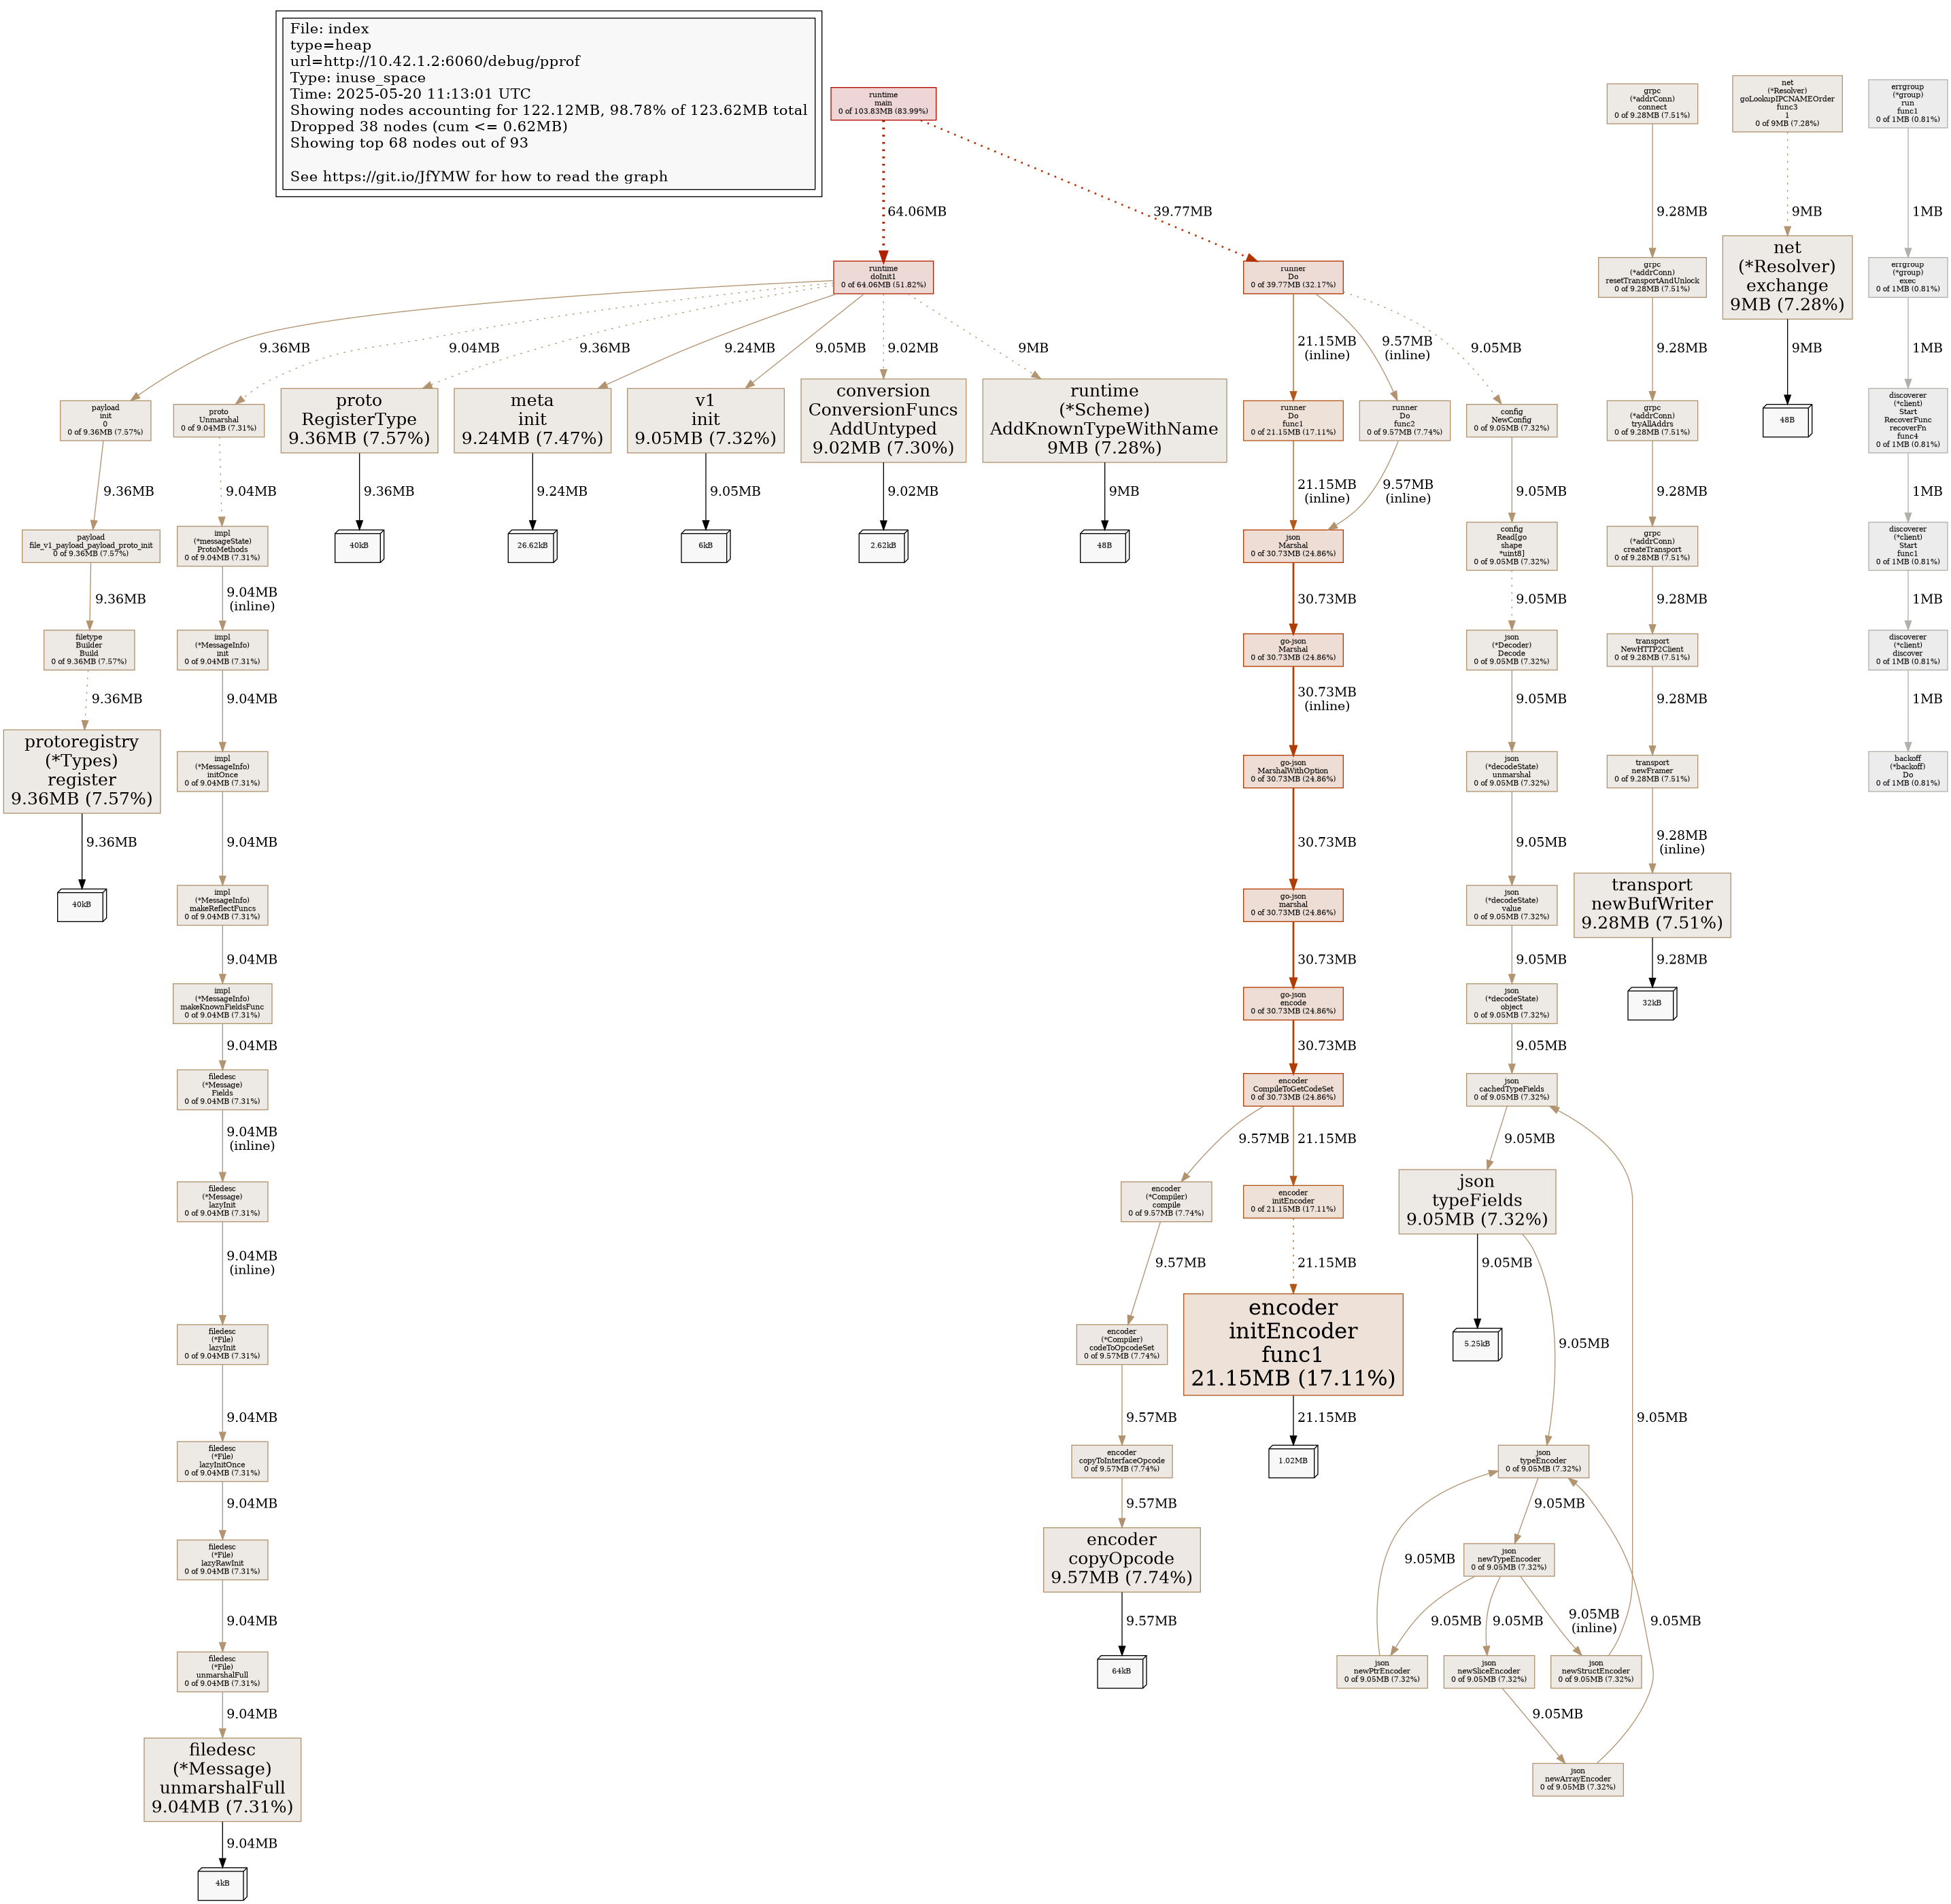 File: index
type=heap
url=http://10.42.1.2:6060/debug/pprof
Type: inuse_space
Time: 2025-05-20 11:13:01 UTC
Showing nodes accounting for 122.12MB, 98.78% of 123.62MB total
Dropped 38 nodes (cum <= 0.62MB)
Showing top 68 nodes out of 93
See https://git.io/JfYMW for how to read the graph
runtime
main
0 of 103.83MB (83.99%)
64.06MB
39.77MB
runtime
doInit1
0 of 64.06MB (51.82%)
9.36MB
9.04MB
9.36MB
9.24MB
9.05MB
9.02MB
9MB
payload
init
0
0 of 9.36MB (7.57%)
9.36MB
payload
file_v1_payload_payload_proto_init
0 of 9.36MB (7.57%)
9.36MB
filetype
Builder
Build
0 of 9.36MB (7.57%)
9.36MB
protoregistry
(*Types)
register
9.36MB (7.57%)
9.36MB
40kB
proto
Unmarshal
0 of 9.04MB (7.31%)
9.04MB
impl
(*messageState)
ProtoMethods
0 of 9.04MB (7.31%)
9.04MB
(inline)
impl
(*MessageInfo)
init
0 of 9.04MB (7.31%)
9.04MB
impl
(*MessageInfo)
initOnce
0 of 9.04MB (7.31%)
9.04MB
impl
(*MessageInfo)
makeReflectFuncs
0 of 9.04MB (7.31%)
9.04MB
impl
(*MessageInfo)
makeKnownFieldsFunc
0 of 9.04MB (7.31%)
9.04MB
filedesc
(*Message)
Fields
0 of 9.04MB (7.31%)
9.04MB
(inline)
filedesc
(*Message)
lazyInit
0 of 9.04MB (7.31%)
9.04MB
(inline)
filedesc
(*File)
lazyInit
0 of 9.04MB (7.31%)
9.04MB
filedesc
(*File)
lazyInitOnce
0 of 9.04MB (7.31%)
9.04MB
filedesc
(*File)
lazyRawInit
0 of 9.04MB (7.31%)
9.04MB
filedesc
(*File)
unmarshalFull
0 of 9.04MB (7.31%)
9.04MB
filedesc
(*Message)
unmarshalFull
9.04MB (7.31%)
9.04MB
4kB
proto
RegisterType
9.36MB (7.57%)
9.36MB
40kB
meta
init
9.24MB (7.47%)
9.24MB
26.62kB
v1
init
9.05MB (7.32%)
9.05MB
6kB
conversion
ConversionFuncs
AddUntyped
9.02MB (7.30%)
9.02MB
2.62kB
runtime
(*Scheme)
AddKnownTypeWithName
9MB (7.28%)
9MB
48B
runner
Do
0 of 39.77MB (32.17%)
21.15MB
(inline)
9.57MB
(inline)
9.05MB
runner
Do
func1
0 of 21.15MB (17.11%)
21.15MB
(inline)
runner
Do
func2
0 of 9.57MB (7.74%)
9.57MB
(inline)
json
Marshal
0 of 30.73MB (24.86%)
30.73MB
go-json
Marshal
0 of 30.73MB (24.86%)
30.73MB
(inline)
go-json
MarshalWithOption
0 of 30.73MB (24.86%)
30.73MB
go-json
marshal
0 of 30.73MB (24.86%)
30.73MB
go-json
encode
0 of 30.73MB (24.86%)
30.73MB
encoder
CompileToGetCodeSet
0 of 30.73MB (24.86%)
9.57MB
21.15MB
encoder
(*Compiler)
compile
0 of 9.57MB (7.74%)
9.57MB
encoder
(*Compiler)
codeToOpcodeSet
0 of 9.57MB (7.74%)
9.57MB
encoder
copyToInterfaceOpcode
0 of 9.57MB (7.74%)
9.57MB
encoder
copyOpcode
9.57MB (7.74%)
9.57MB
64kB
encoder
initEncoder
0 of 21.15MB (17.11%)
21.15MB
encoder
initEncoder
func1
21.15MB (17.11%)
21.15MB
1.02MB
config
NewConfig
0 of 9.05MB (7.32%)
9.05MB
config
Read[go
shape
*uint8]
0 of 9.05MB (7.32%)
9.05MB
json
(*Decoder)
Decode
0 of 9.05MB (7.32%)
9.05MB
json
(*decodeState)
unmarshal
0 of 9.05MB (7.32%)
9.05MB
json
(*decodeState)
value
0 of 9.05MB (7.32%)
9.05MB
json
(*decodeState)
object
0 of 9.05MB (7.32%)
9.05MB
json
cachedTypeFields
0 of 9.05MB (7.32%)
9.05MB
json
typeFields
9.05MB (7.32%)
9.05MB
5.25kB
9.05MB
9.05MB
json
typeEncoder
0 of 9.05MB (7.32%)
9.05MB
json
newTypeEncoder
0 of 9.05MB (7.32%)
9.05MB
9.05MB
9.05MB
9.05MB
(inline)
9.05MB
json
newPtrEncoder
0 of 9.05MB (7.32%)
json
newSliceEncoder
0 of 9.05MB (7.32%)
json
newStructEncoder
0 of 9.05MB (7.32%)
9.05MB
json
newArrayEncoder
0 of 9.05MB (7.32%)
grpc
(*addrConn)
connect
0 of 9.28MB (7.51%)
9.28MB
grpc
(*addrConn)
resetTransportAndUnlock
0 of 9.28MB (7.51%)
9.28MB
grpc
(*addrConn)
tryAllAddrs
0 of 9.28MB (7.51%)
9.28MB
grpc
(*addrConn)
createTransport
0 of 9.28MB (7.51%)
9.28MB
transport
NewHTTP2Client
0 of 9.28MB (7.51%)
9.28MB
transport
newFramer
0 of 9.28MB (7.51%)
9.28MB
(inline)
transport
newBufWriter
9.28MB (7.51%)
9.28MB
32kB
net
(*Resolver)
goLookupIPCNAMEOrder
func3
1
0 of 9MB (7.28%)
9MB
net
(*Resolver)
exchange
9MB (7.28%)
9MB
48B
errgroup
(*group)
run
func1
0 of 1MB (0.81%)
1MB
errgroup
(*group)
exec
0 of 1MB (0.81%)
1MB
discoverer
(*client)
Start
RecoverFunc
recoverFn
func4
0 of 1MB (0.81%)
1MB
discoverer
(*client)
Start
func1
0 of 1MB (0.81%)
1MB
discoverer
(*client)
discover
0 of 1MB (0.81%)
1MB
backoff
(*backoff)
Do
0 of 1MB (0.81%)